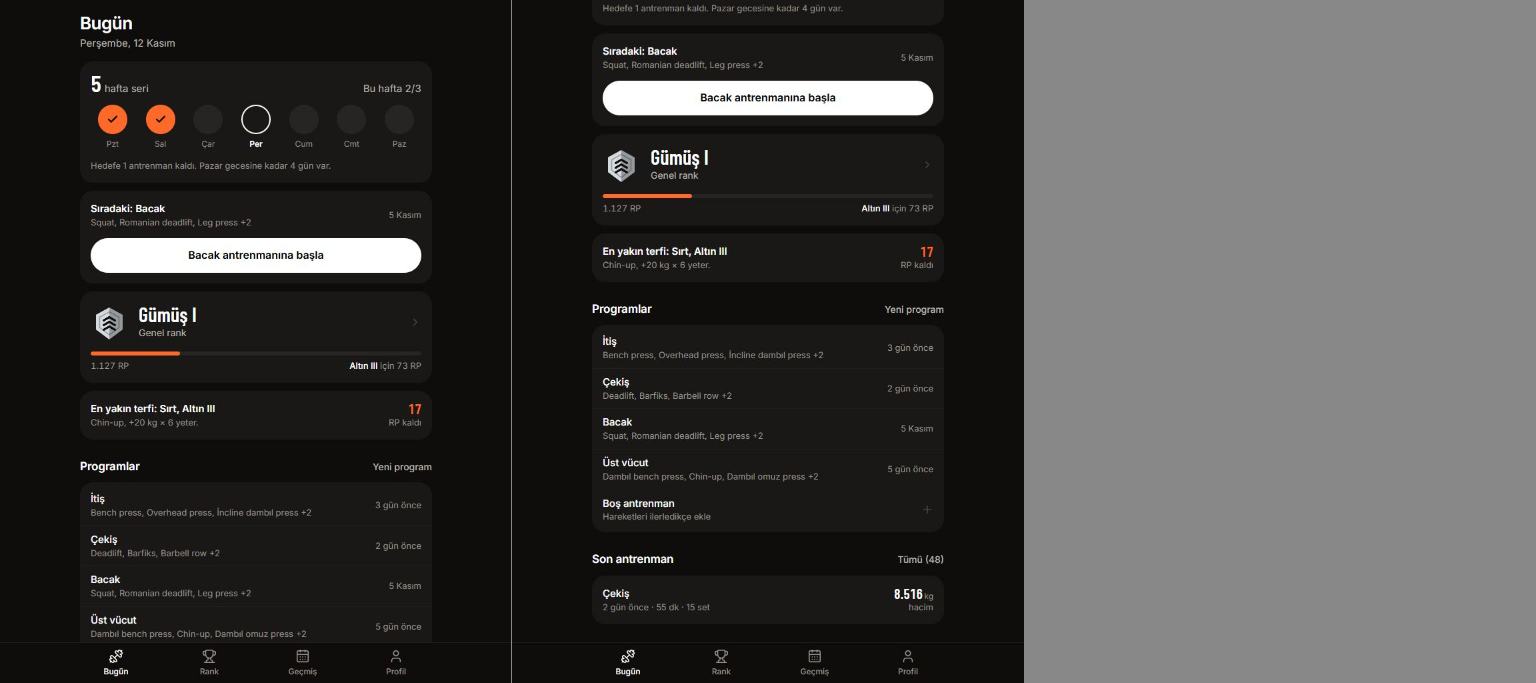 Bugün
Perşembe, 12 Kasım
5 hafta seri
Bu hafta 2/3
Pzt Sal Çar Per Cum Cmt Paz
Hedefe 1 antrenman kaldı. Pazar gecesine kadar 4 gün var.
Sıradaki: Bacak
Squat, Romanian deadlift, Leg press +2
5 Kasım
Bacak antrenmanına başla
Gümüş I
Genel rank
1.127 RP
Altın III için 73 RP
En yakın terfi: Sırt, Altın III
Chin-up, +20 kg × 6 yeter.
17
RP kaldı
Programlar
Yeni program
İtiş
Bench press, Overhead press, İncline dambıl press +2
3 gün önce
Çekiş
Deadlift, Barfiks, Barbell row +2
2 gün önce
Bacak
Squat, Romanian deadlift, Leg press +2
5 Kasım
Üst vücut
Dambıl bench press, Chin-up, Dambıl omuz press +2
5 gün önce
Bugün Rank Geçmiş Profil
Hedefe 1 antrenman kaldı. Pazar gecesine kadar 4 gün var.
Sıradaki: Bacak
Squat, Romanian deadlift, Leg press +2
5 Kasım
Bacak antrenmanına başla
Gümüş I
Genel rank
1.127 RP
Altın III için 73 RP
En yakın terfi: Sırt, Altın III
Chin-up, +20 kg × 6 yeter.
17
RP kaldı
Programlar
Yeni program
İtiş
Bench press, Overhead press, İncline dambıl press +2
3 gün önce
Çekiş
Deadlift, Barfiks, Barbell row +2
2 gün önce
Bacak
Squat, Romanian deadlift, Leg press +2
5 Kasım
Üst vücut
Dambıl bench press, Chin-up, Dambıl omuz press +2
5 gün önce
Boş antrenman
Hareketleri ilerledikçe ekle
Son antrenman
Tümü (48)
Çekiş
2 gün önce · 55 dk · 15 set
8.516 kg
hacim
Bugün Rank Geçmiş Profil